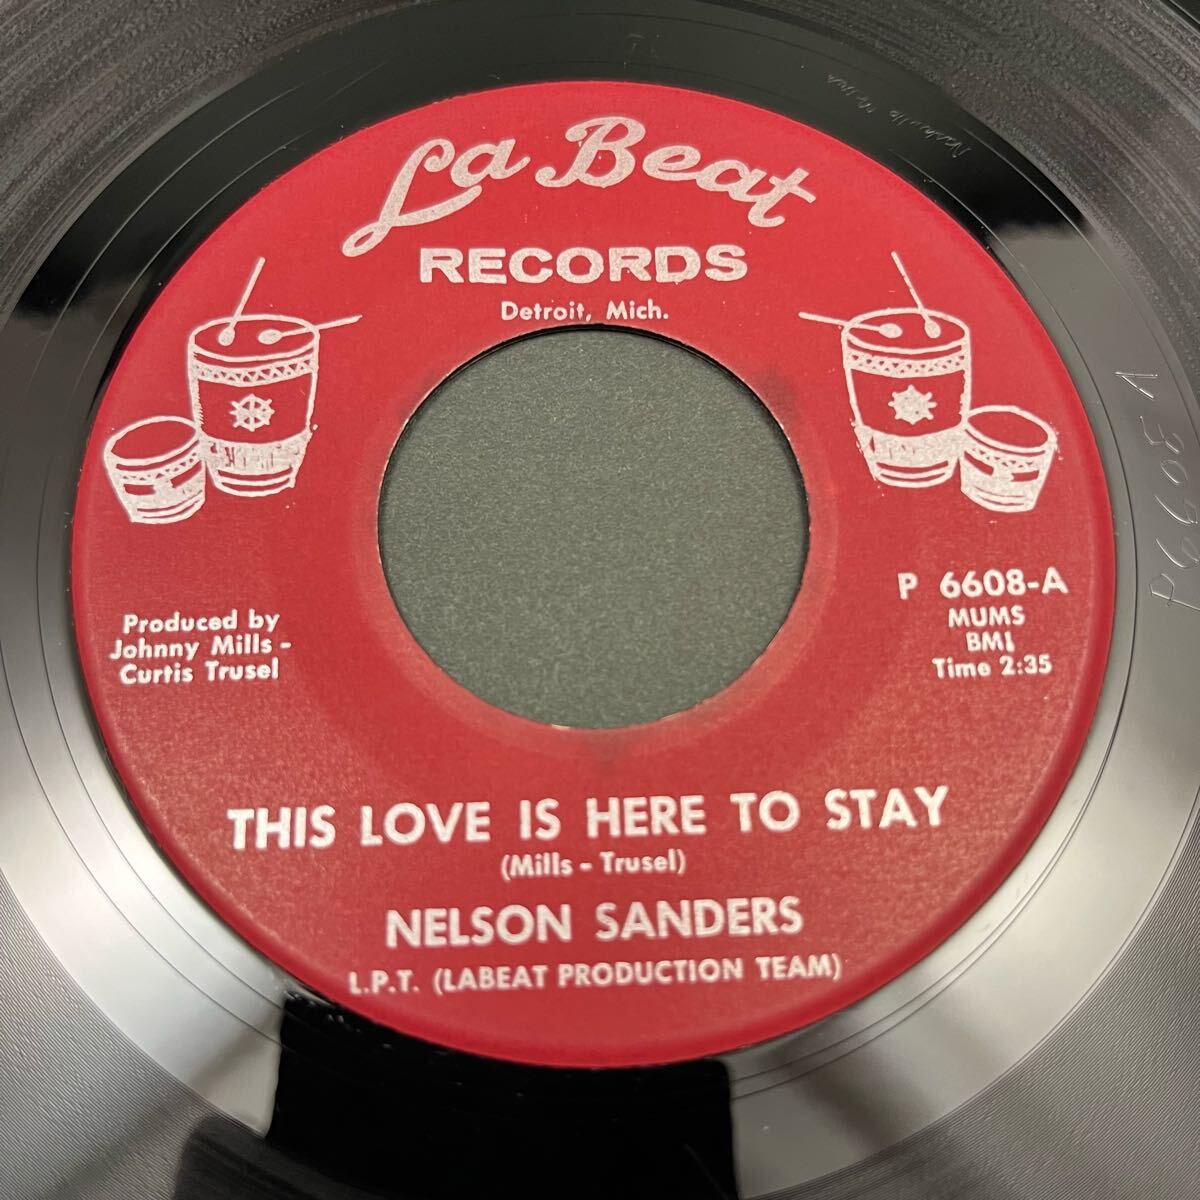 La Beat
RECORDS
Detroit, Mich.
P 6608-A
MUMS
BMI
Time 2:35
Produced by
Johnny Mills -
Curtis Trusel
THIS LOVE IS HERE TO STAY
(Mills - Trusel)
NELSON SANDERS
L.P.T. (LABEAT PRODUCTION TEAM)
P6608 A